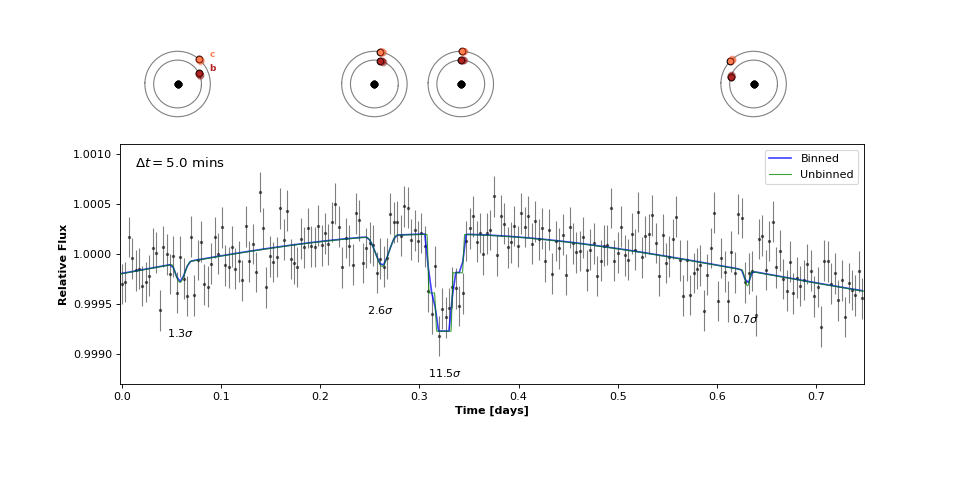 c
b
Δt = 5.0 mins
Binned
Unbinned
1.0010
1.0005
1.0000
0.9995
0.9990
Relative Flux
1.3σ
2.6σ
11.5σ
0.7σ
0.0 0.1 0.2 0.3 0.4 0.5 0.6 0.7
Time [days]